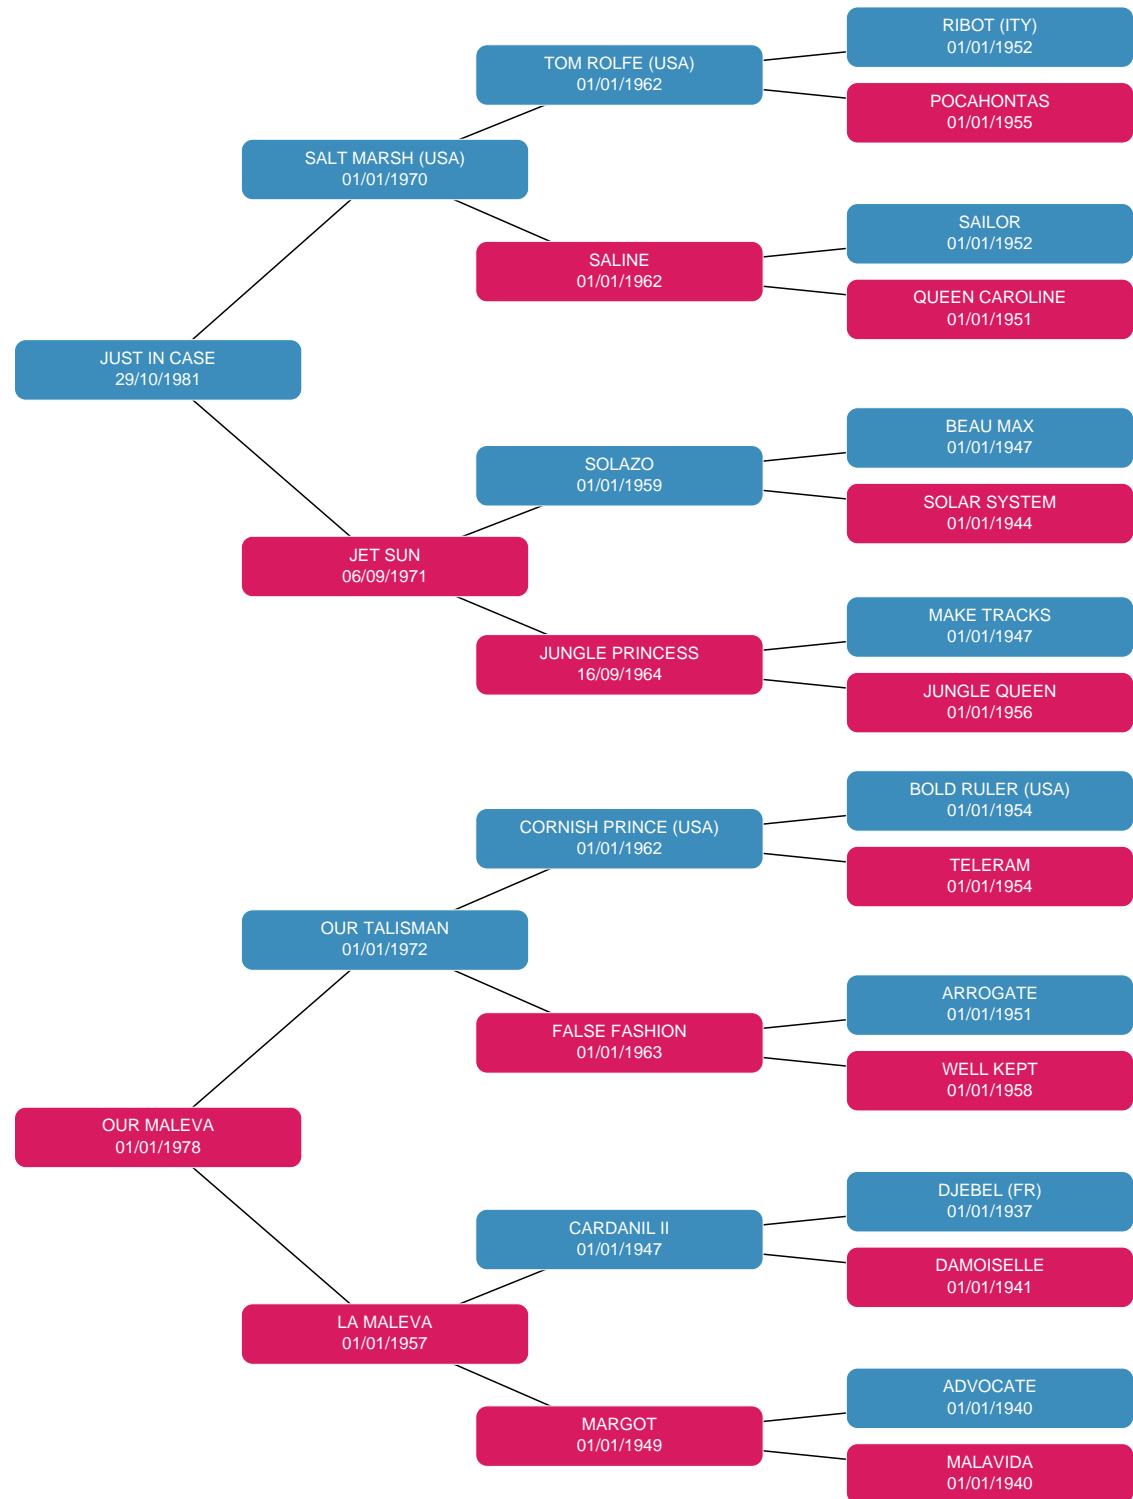 RIBOT (ITY)
01/01/1952
TOM ROLFE (USA)
01/01/1962
POCAHONTAS
01/01/1955
SALT MARSH (USA)
01/01/1970
SAILOR
01/01/1952
SALINE
01/01/1962
QUEEN CAROLINE
01/01/1951
JUST IN CASE
29/10/1981
BEAU MAX
01/01/1947
SOLAZO
01/01/1959
SOLAR SYSTEM
01/01/1944
JET SUN
06/09/1971
MAKE TRACKS
01/01/1947
JUNGLE PRINCESS
16/09/1964
JUNGLE QUEEN
01/01/1956
BOLD RULER (USA)
01/01/1954
CORNISH PRINCE (USA)
01/01/1962
TELERAM
01/01/1954
OUR TALISMAN
01/01/1972
ARROGATE
01/01/1951
FALSE FASHION
01/01/1963
WELL KEPT
01/01/1958
OUR MALEVA
01/01/1978
DJEBEL (FR)
01/01/1937
CARDANIL II
01/01/1947
DAMOISELLE
01/01/1941
LA MALEVA
01/01/1957
ADVOCATE
01/01/1940
MARGOT
01/01/1949
MALAVIDA
01/01/1940